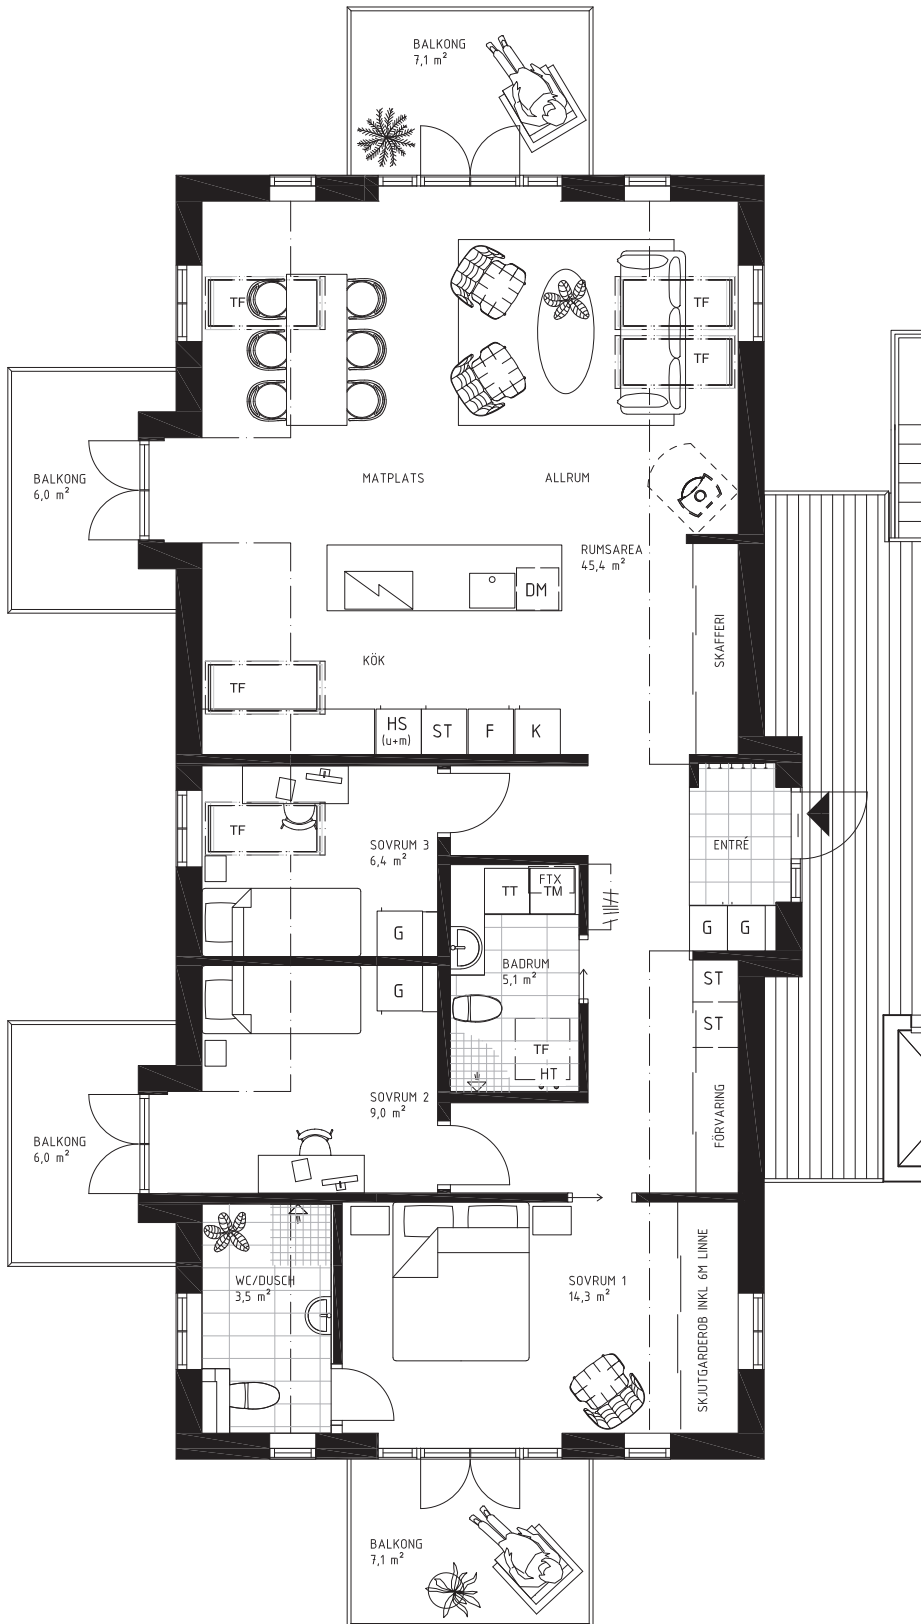 BALKONG
7,1 m²
TF
TF
TF
BALKONG
6,0 m²
MATPLATS
ALLRUM
RUMSAREA
45,4 m²
DM
SKAFFERI
KÖK
TF
HS
(u+m)
ST
F
K
TF
SOVRUM 3
6,4 m²
ENTRÉ
FTX
TT
TM
G
G
G
BADRUM
5,1 m²
G
ST
ST
TF
HT
SOVRUM 2
9,0 m²
FÖRVARING
BALKONG
6,0 m²
WC/DUSCH
3,5 m²
SOVRUM 1
14,3 m²
SKJUTGARDEROB INKL 6M LINNE
BALKONG
7,1 m²